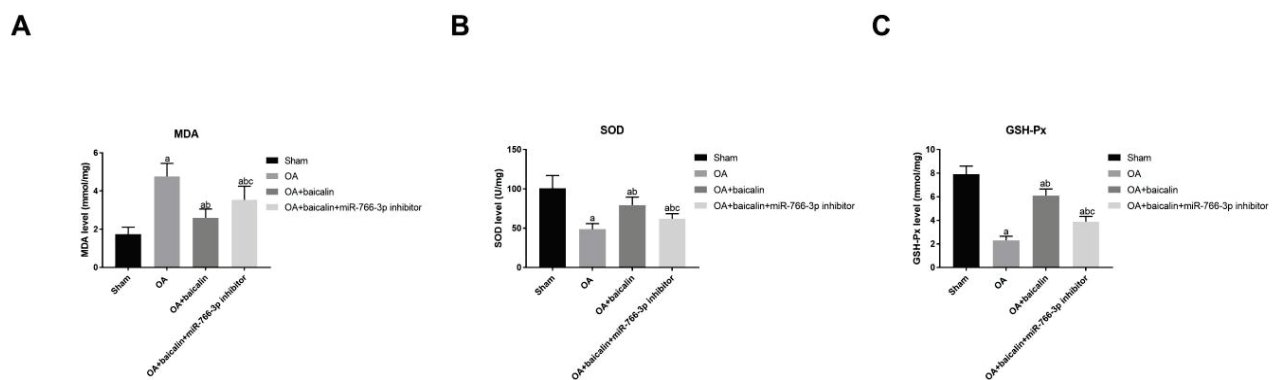 A
MDA
MDA level (mmol/mg)
6
4
2
0
a
ab
abc
Sham
OA
OA+baicalin
OA+baicalin+miR-766-3p inhibitor
Sham
OA
OA+baicalin
OA+baicalin+miR-766-3p inhibitor
B
SOD
SOD level (U/mg)
150
100
50
0
a
ab
abc
Sham
OA
OA+baicalin
OA+baicalin+miR-766-3p inhibitor
Sham
OA
OA+baicalin
OA+baicalin+miR-766-3p inhibitor
C
GSH-Px
GSH-Px level (mmol/mg)
10
8
6
4
2
0
a
ab
abc
Sham
OA
OA+baicalin
OA+baicalin+miR-766-3p inhibitor
Sham
OA
OA+baicalin
OA+baicalin+miR-766-3p inhibitor